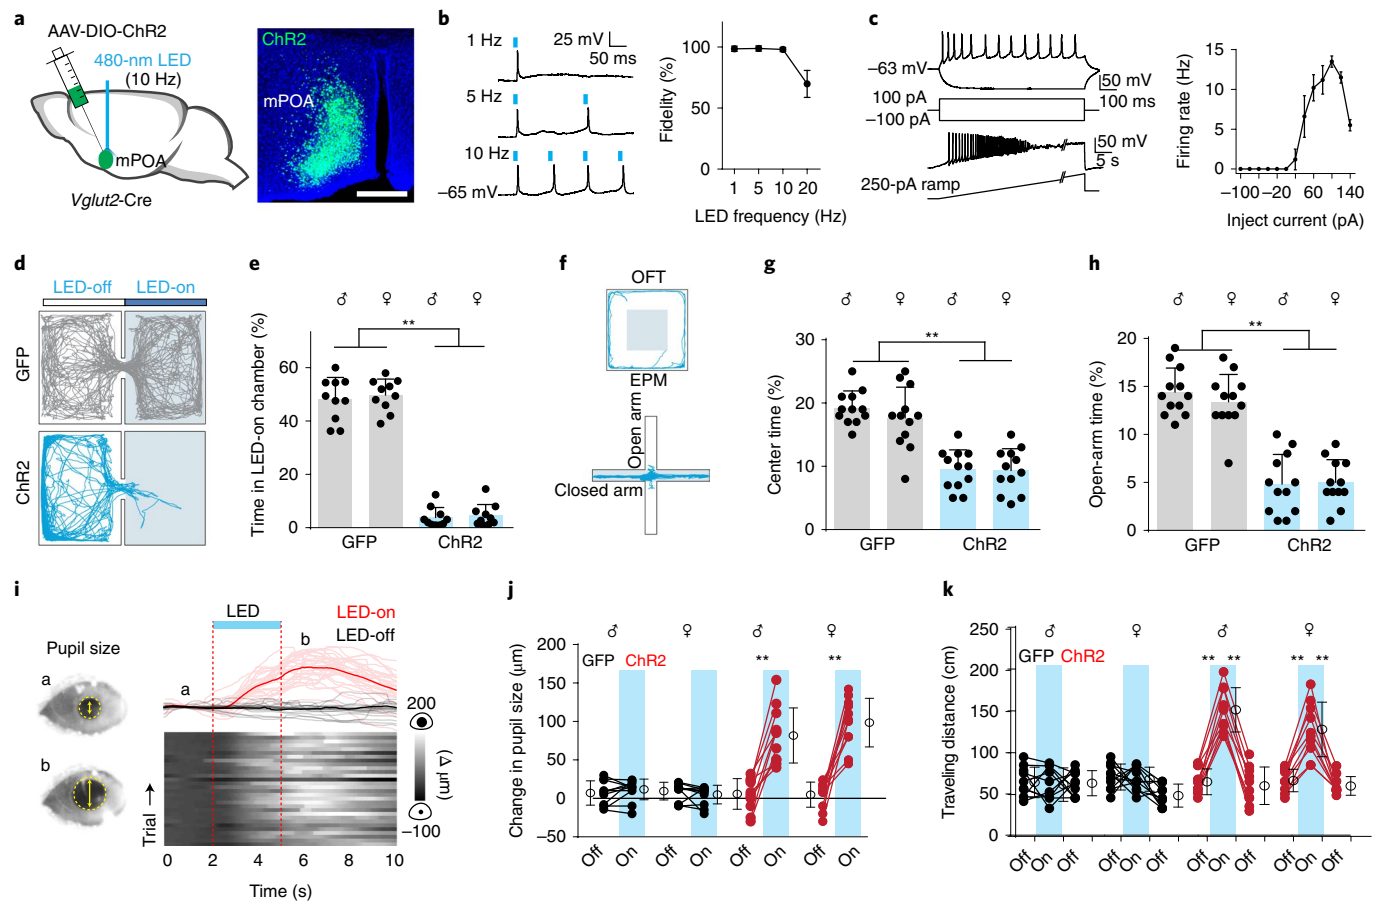 a
AAV-DIO-ChR2
480-nm LED
(10 Hz)
mPOA
Vglut2-Cre
ChR2
mPOA
b
1 Hz
25 mV
50 ms
5 Hz
10 Hz
−65 mV
Fidelity (%)
100
50
0
1 5 10 20
LED frequency (Hz)
c
−63 mV
50 mV
100 ms
100 pA
−100 pA
50 mV
5 s
250-pA ramp
Firing rate (Hz)
15
10
5
0
−100 −20 60 140
Inject current (pA)
d
LED-off LED-on
GFP
ChR2
e
♂ ♀ ♂ ♀
**
Time in LED-on chamber (%)
60
40
20
0
GFP ChR2
f
OFT
EPM
Open arm
Closed arm
g
♂ ♀ ♂ ♀
**
Center time (%)
30
20
10
0
GFP ChR2
h
♂ ♀ ♂ ♀
**
Open-arm time (%)
20
15
10
5
0
GFP ChR2
i
LED
LED-on
LED-off
Pupil size
a
b
a
b
200
(Δ μm)
−100
Trial →
0 2 4 6 8 10
Time (s)
j
♂ ♀ ♂ ♀
GFP ChR2
** **
Change in pupil size (μm)
200
150
100
50
0
−50
Off On Off On Off On Off On
k
♂ ♀ ♂ ♀
GFP ChR2
** ** ** **
Traveling distance (cm)
250
200
150
100
50
0
Off On Off Off On Off Off On Off Off On Off